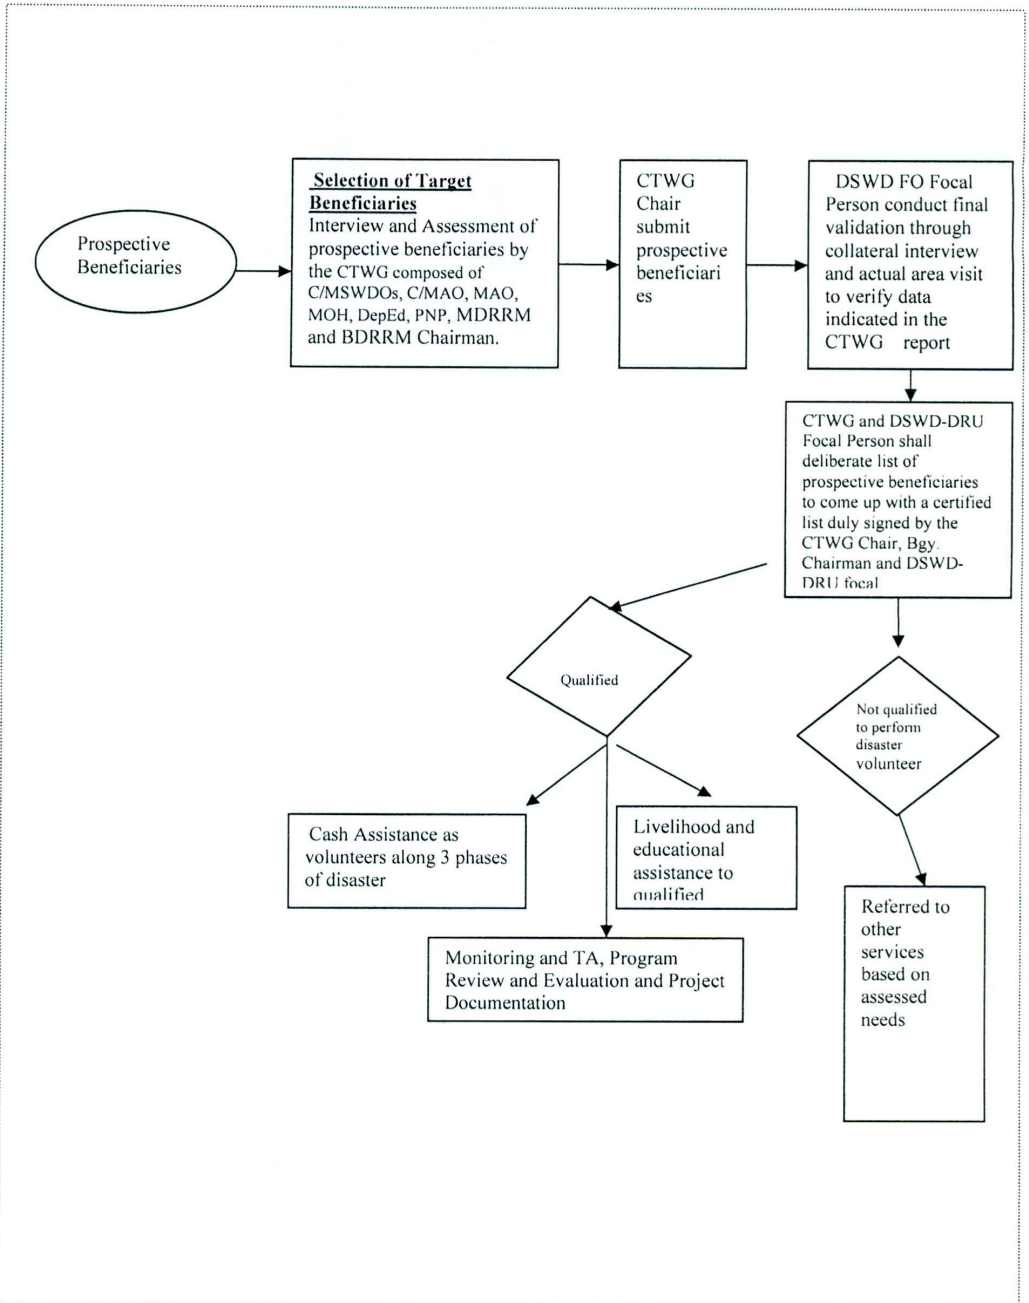 Prospective
Beneficiaries
Selection of Target
Beneficiaries
Interview and Assessment of
prospective beneficiaries by
the CTWG composed of
C/MSWDOs, C/MAO, MAO,
MOH, DepEd, PNP, MDRRM
and BDRRM Chairman.
CTWG
Chair
submit
prospective
beneficiari
es
DSWD FO Focal
Person conduct final
validation through
collateral interview
and actual area visit
to verify data
indicated in the
CTWG report
CTWG and DSWD-DRU
Focal Person shall
deliberate list of
prospective beneficiaries
to come up with a certified
list duly signed by the
CTWG Chair, Bgy.
Chairman and DSWD-
DRU focal
Qualified
Not qualified
to perform
disaster
volunteer
Cash Assistance as
volunteers along 3 phases
of disaster
Livelihood and
educational
assistance to
qualified
Monitoring and TA, Program
Review and Evaluation and Project
Documentation
Referred to
other
services
based on
assessed
needs